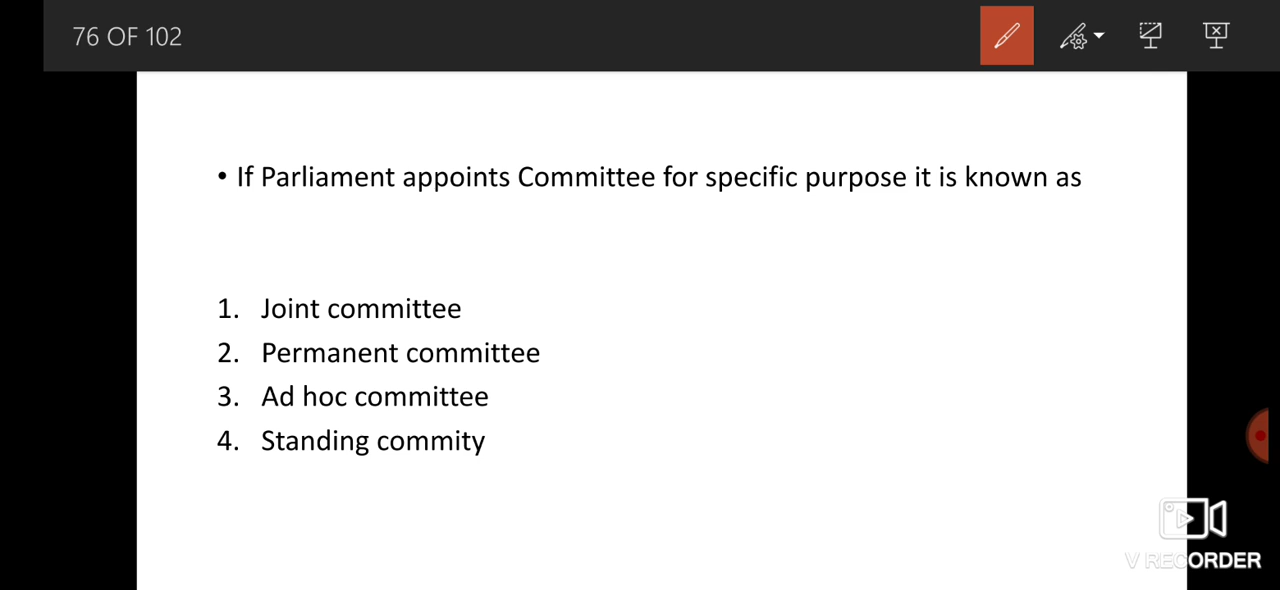 76 OF 102
• If Parliament appoints Committee for specific purpose it is known as
1. Joint committee
2. Permanent committee
3. Ad hoc committee
4. Standing commity
V RECORDER